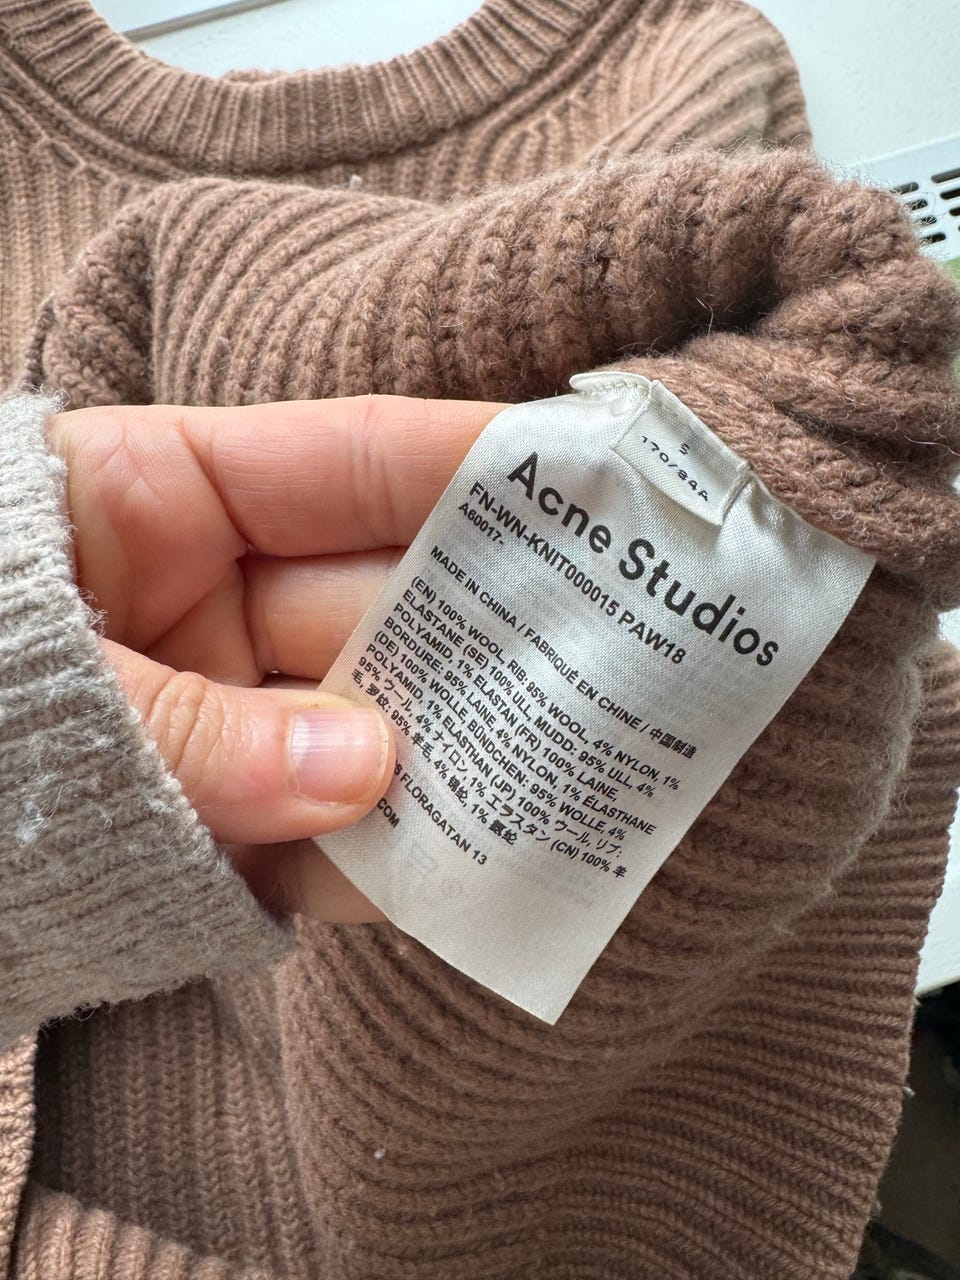 S
170/84A
Acne Studios
FN-WN-KNIT000015 PAW18
A60017-
MADE IN CHINA / FABRIQUÉ EN CHINE / 中国制造
(EN) 100% WOOL, RIB: 95% WOOL, 4% NYLON, 1%
ELASTANE (SE) 100% ULL, MUDD: 95% ULL, 4%
POLYAMID, 1% ELASTAN (FR) 100% LAINE,
BORDURE: 95% LAINE, 4% NYLON, 1% ÉLASTHANE
(DE) 100% WOLLE, BÜNDCHEN: 95% WOLLE, 4%
POLYAMID, 1% ELASTHAN (JP) 100% ウール, リブ:
95% ウール, 4% ナイロン, 1% エラスタン (CN) 100% 羊
毛, 罗纹: 95% 羊毛, 4% 锦纶, 1% 氨纶
FLORAGATAN 13
.COM